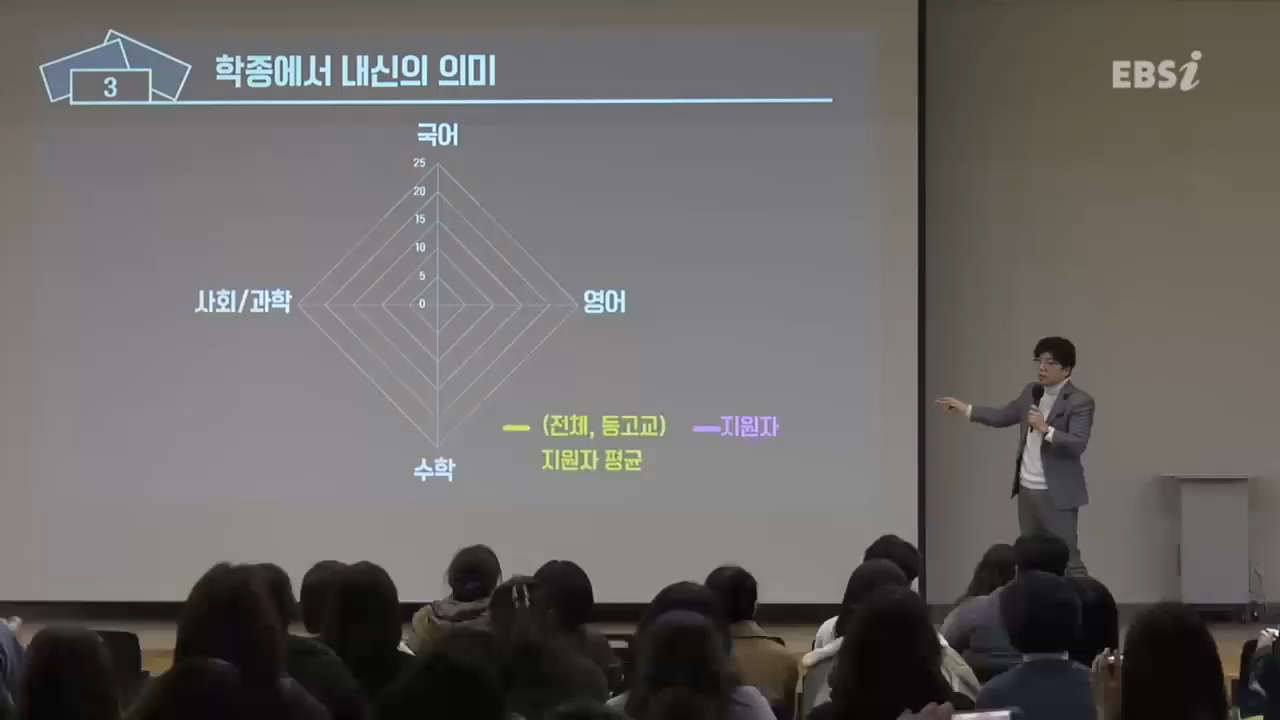 3
학종에서 내신의 의미
EBSi
국어
25
20
15
10
5
0
사회/과학
영어
수학
(전체, 등고교)
지원자 평균
지원자